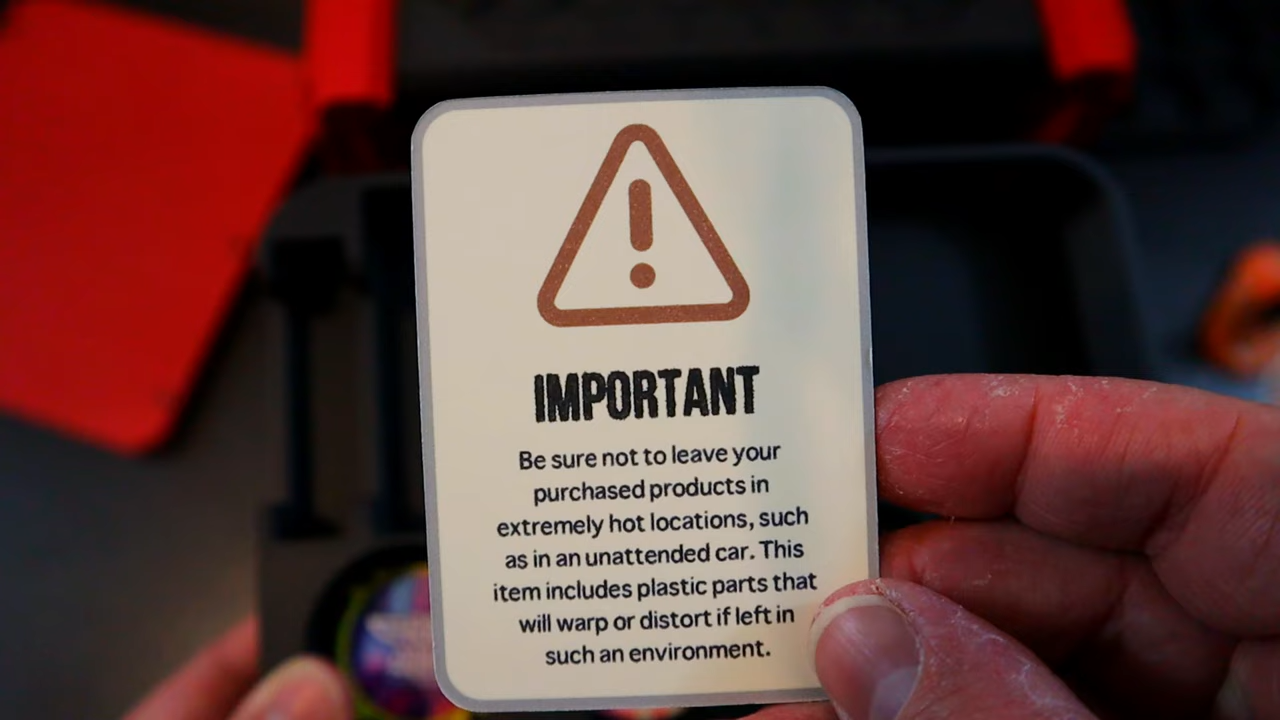 IMPORTANT
Be sure not to leave your
purchased products in
extremely hot locations, such
as in an unattended car. This
item includes plastic parts that
will warp or distort if left in
such an environment.